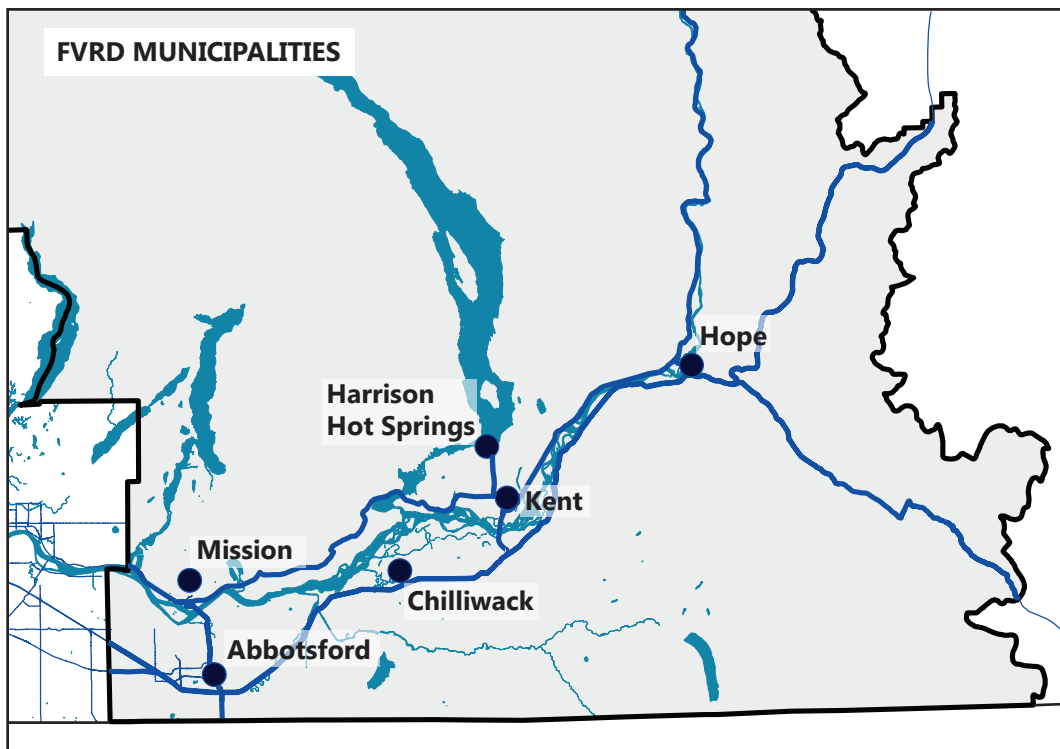 FVRD MUNICIPALITIES
Hope
Harrison
Hot Springs
Kent
Mission
Chilliwack
Abbotsford